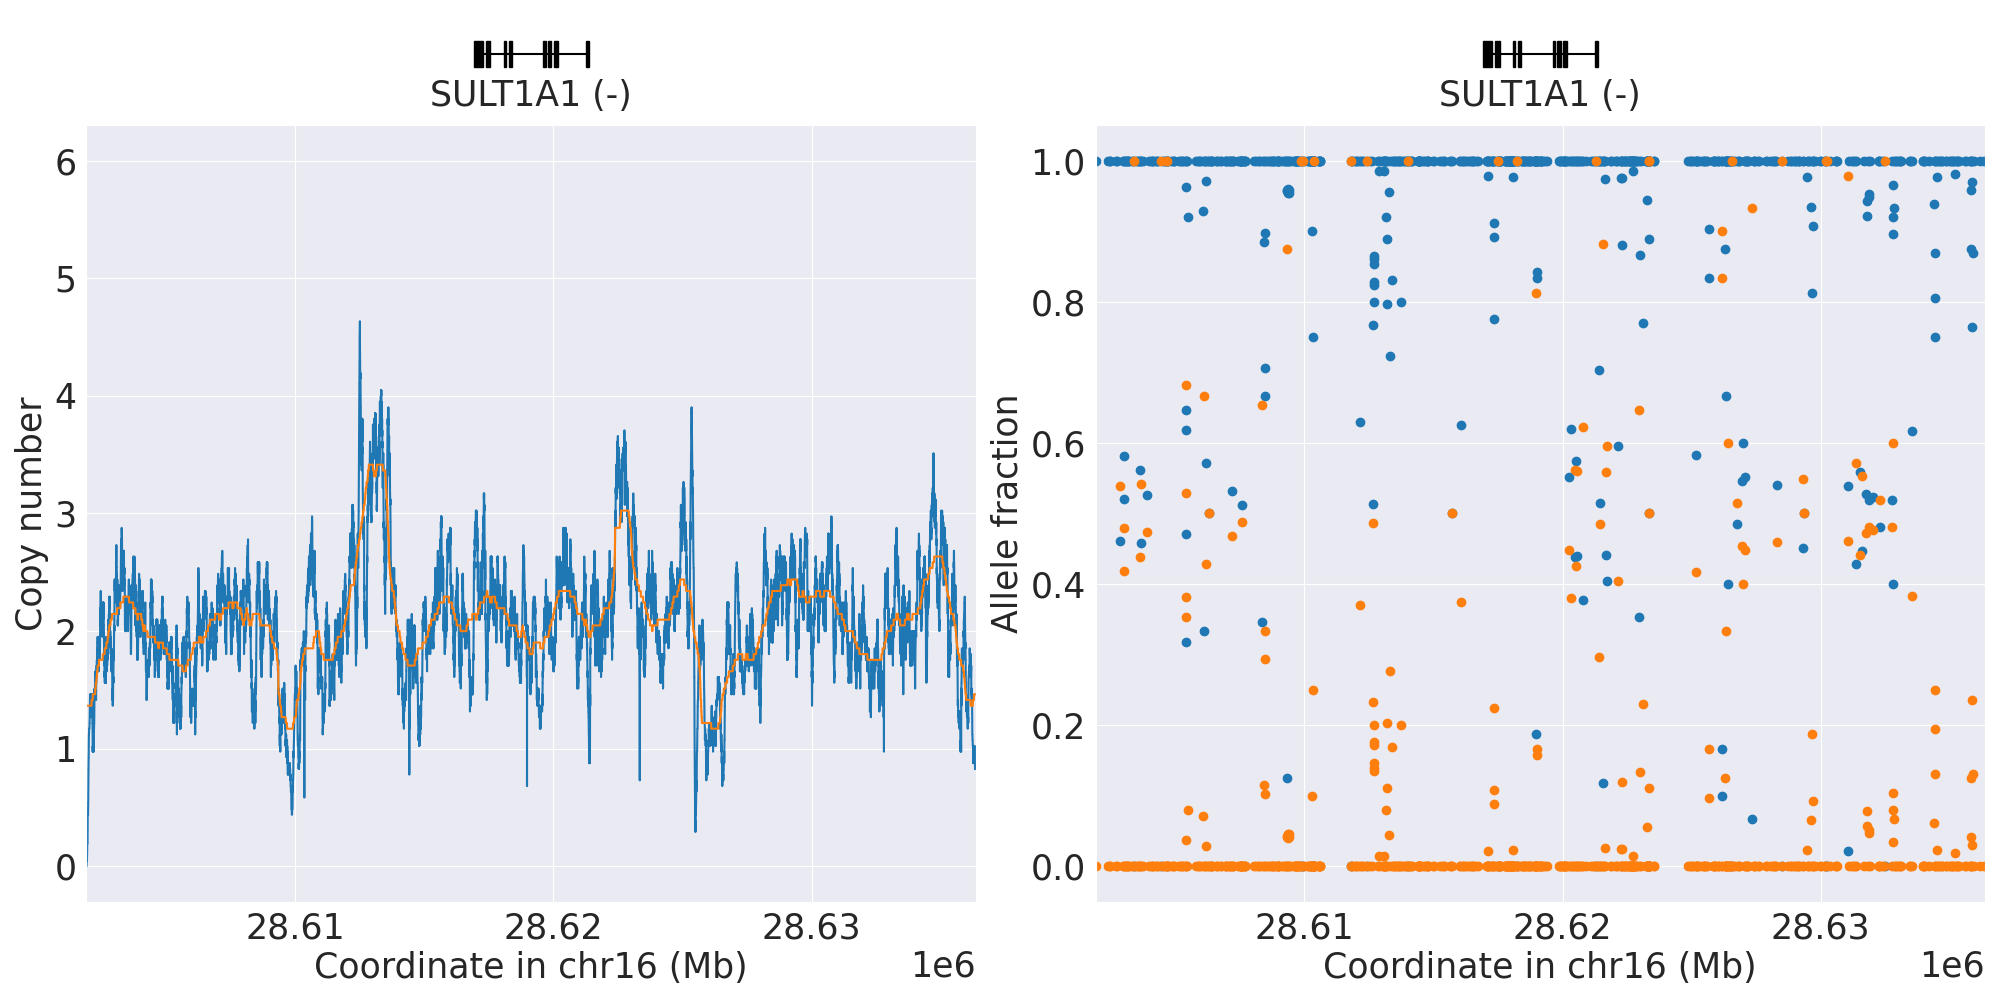 SULT1A1 (-)
6
5
4
3
2
1
0
Copy number
28.61
28.62
28.63
Coordinate in chr16 (Mb)
1e6
SULT1A1 (-)
1.0
0.8
0.6
0.4
0.2
0.0
Allele fraction
28.61
28.62
28.63
Coordinate in chr16 (Mb)
1e6